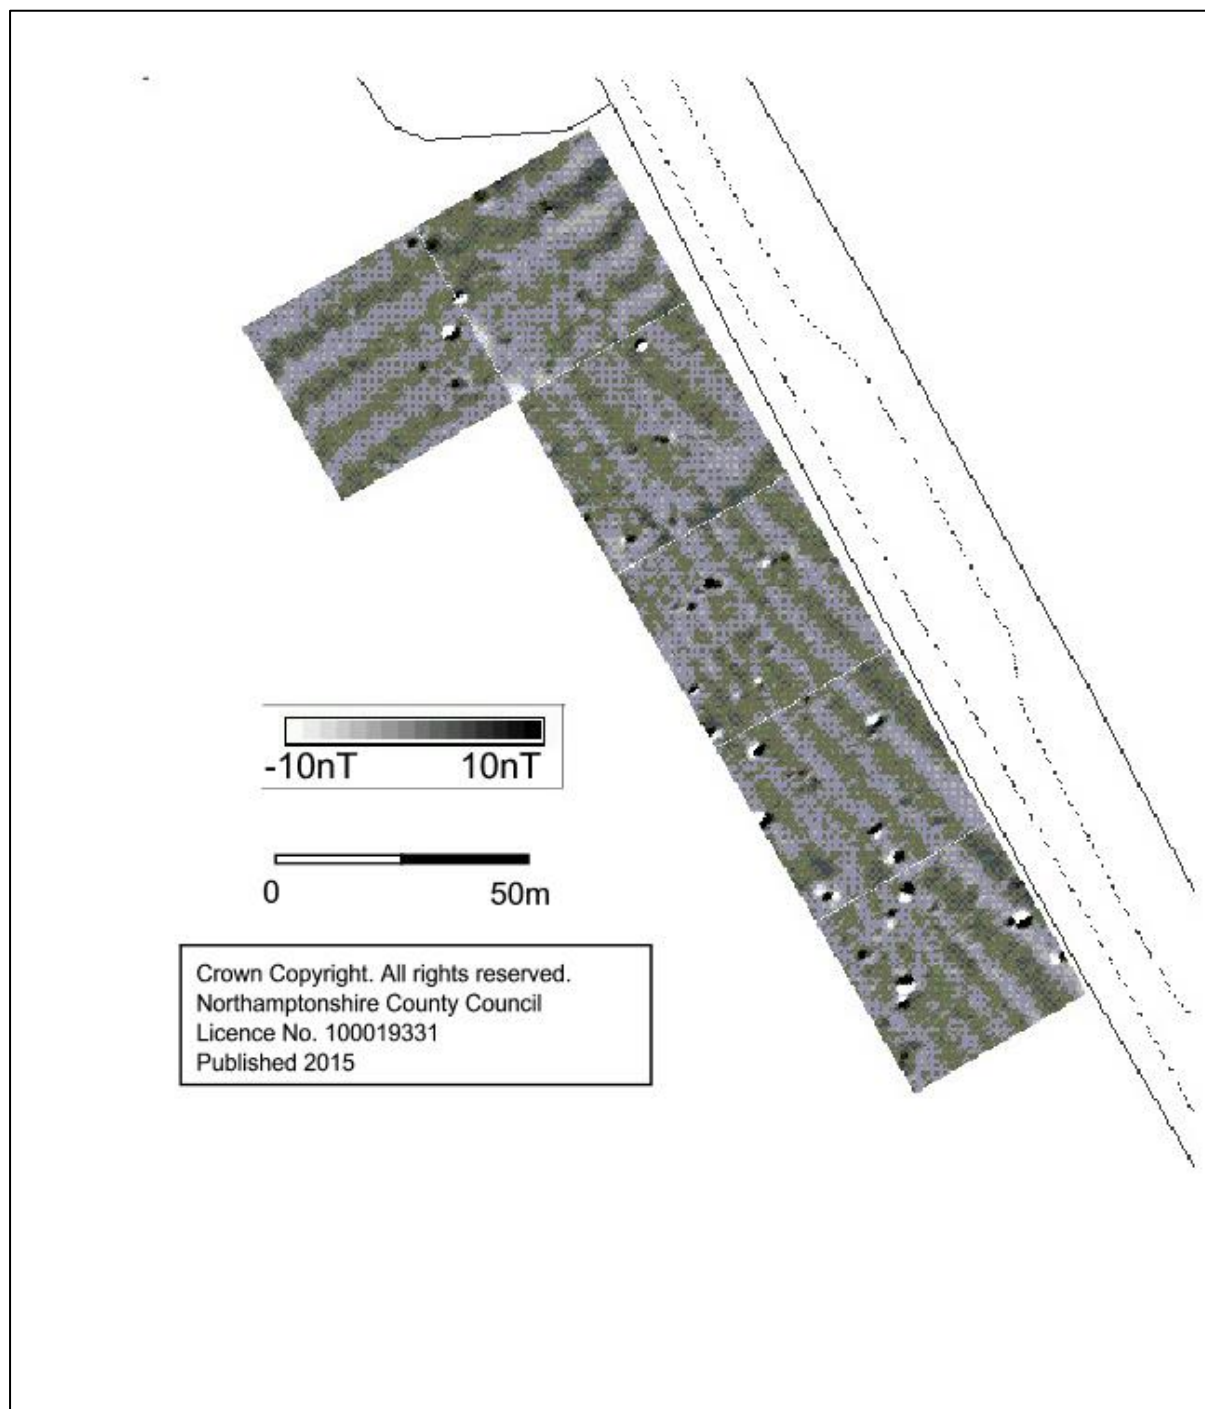 -10nT 10nT
0 50m
Crown Copyright. All rights reserved.
Northamptonshire County Council
Licence No. 100019331
Published 2015